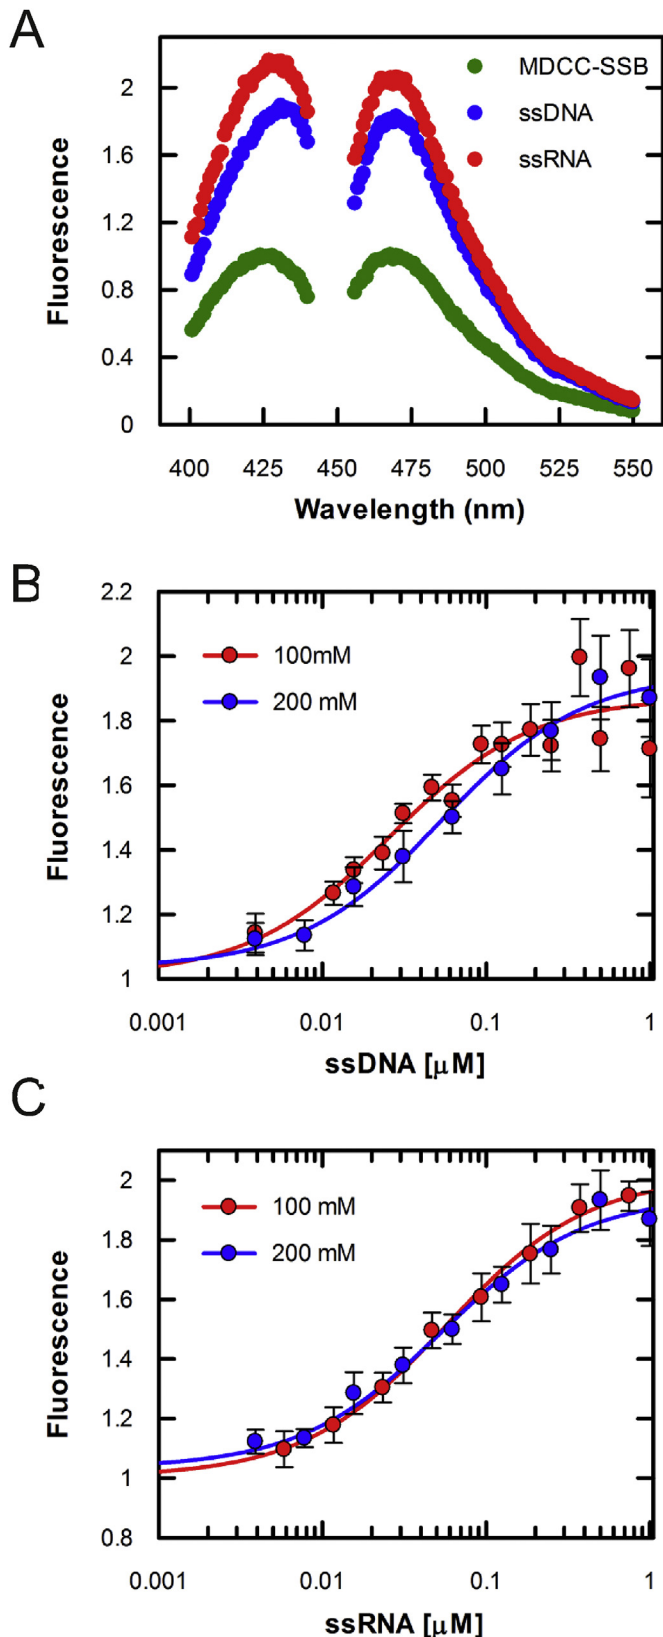 A
2
1.6
1.2
0.8
0.4
0
Fluorescence
MDCC-SSB
ssDNA
ssRNA
400 425 450 475 500 525 550
Wavelength (nm)
B
2.2
2
1.8
1.6
1.4
1.2
1
Fluorescence
100mM
200 mM
0.001 0.01 0.1 1
ssDNA [μM]
C
2
1.8
1.6
1.4
1.2
1
0.8
Fluorescence
100 mM
200 mM
0.001 0.01 0.1 1
ssRNA [μM]